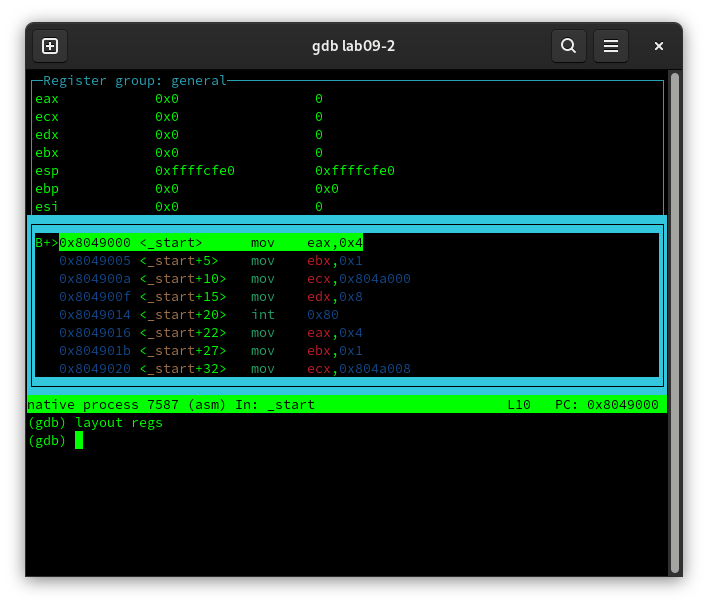 gdb lab09-2
Register group: general
eax 0x0 0
ecx 0x0 0
edx 0x0 0
ebx 0x0 0
esp 0xffffcfe0 0xffffcfe0
ebp 0x0 0x0
esi 0x0 0
B+>0x8049000 <_start> mov eax,0x4
0x8049005 <_start+5> mov ebx,0x1
0x804900a <_start+10> mov ecx,0x804a000
0x804900f <_start+15> mov edx,0x8
0x8049014 <_start+20> int 0x80
0x8049016 <_start+22> mov eax,0x4
0x804901b <_start+27> mov ebx,0x1
0x8049020 <_start+32> mov ecx,0x804a008
native process 7587 (asm) In: _start L10 PC: 0x8049000
(gdb) layout regs
(gdb)